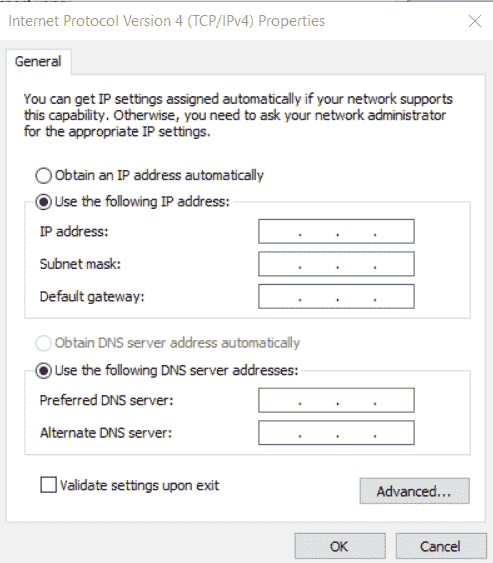 Internet Protocol Version 4 (TCP/IPv4) Properties
General
You can get IP settings assigned automatically if your network supports
this capability. Otherwise, you need to ask your network administrator
for the appropriate IP settings.
Obtain an IP address automatically
Use the following IP address:
IP address: . . .
Subnet mask: . . .
Default gateway: . . .
Obtain DNS server address automatically
Use the following DNS server addresses:
Preferred DNS server: . . .
Alternate DNS server: . . .
Validate settings upon exit
Advanced...
OK Cancel